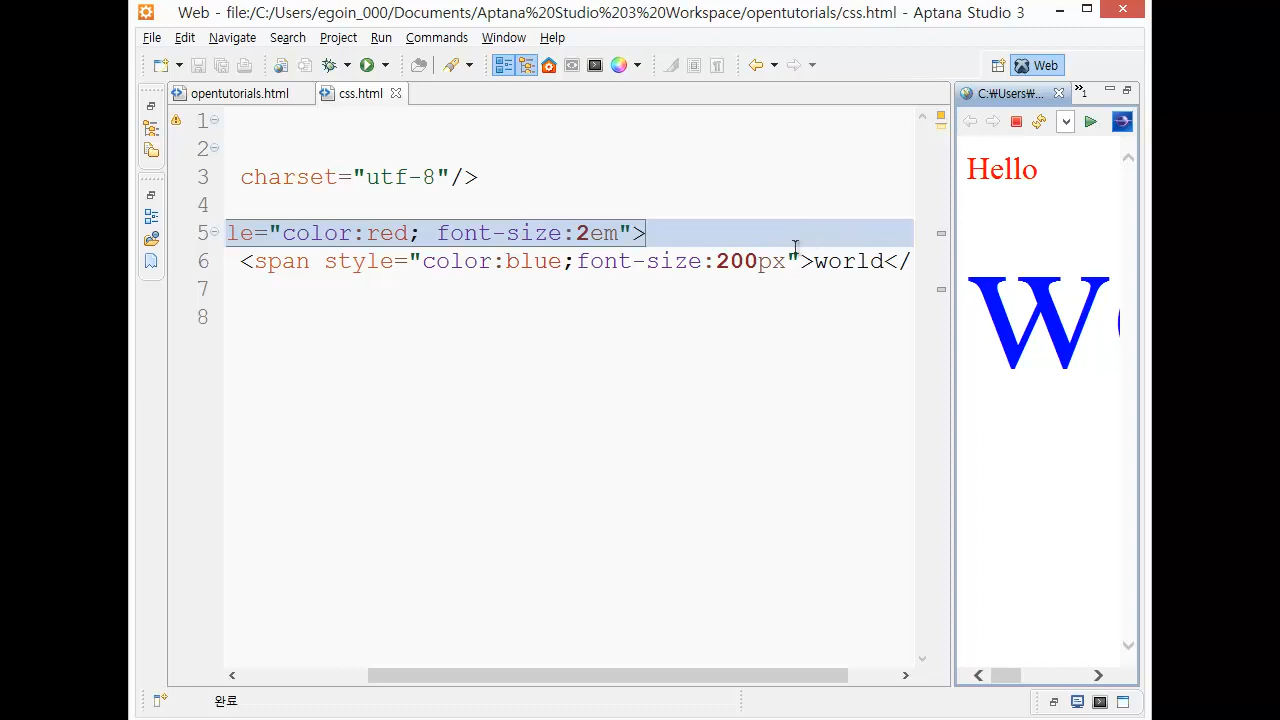 Web - file:/C:/Users/egoin_000/Documents/Aptana%20Studio%203%20Workspace/opentutorials/css.html - Aptana Studio 3
File Edit Navigate Search Project Run Commands Window Help
Web
opentutorials.html css.html C:₩Users₩... »1
1
2
3 charset="utf-8"/>
4
5 le="color:red; font-size:2em">
6 <span style="color:blue;font-size:200px">world</
7
8
Hello
w
완료